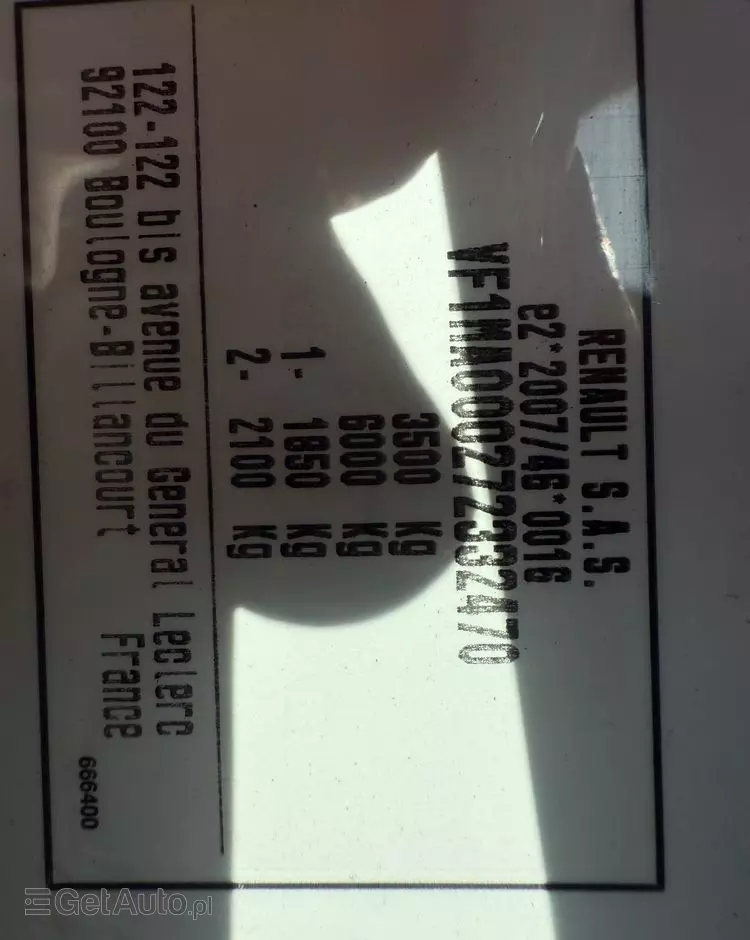 RENAULT S.A.S.
e2*2007/46*0016
VF1MA000272332470
3500 kg
6000 kg
1- 1850 kg
2- 2100 kg
122-122 bis avenue du General Leclerc
92100 Boulogne-Billancourt France
666400
GetAuto.pl